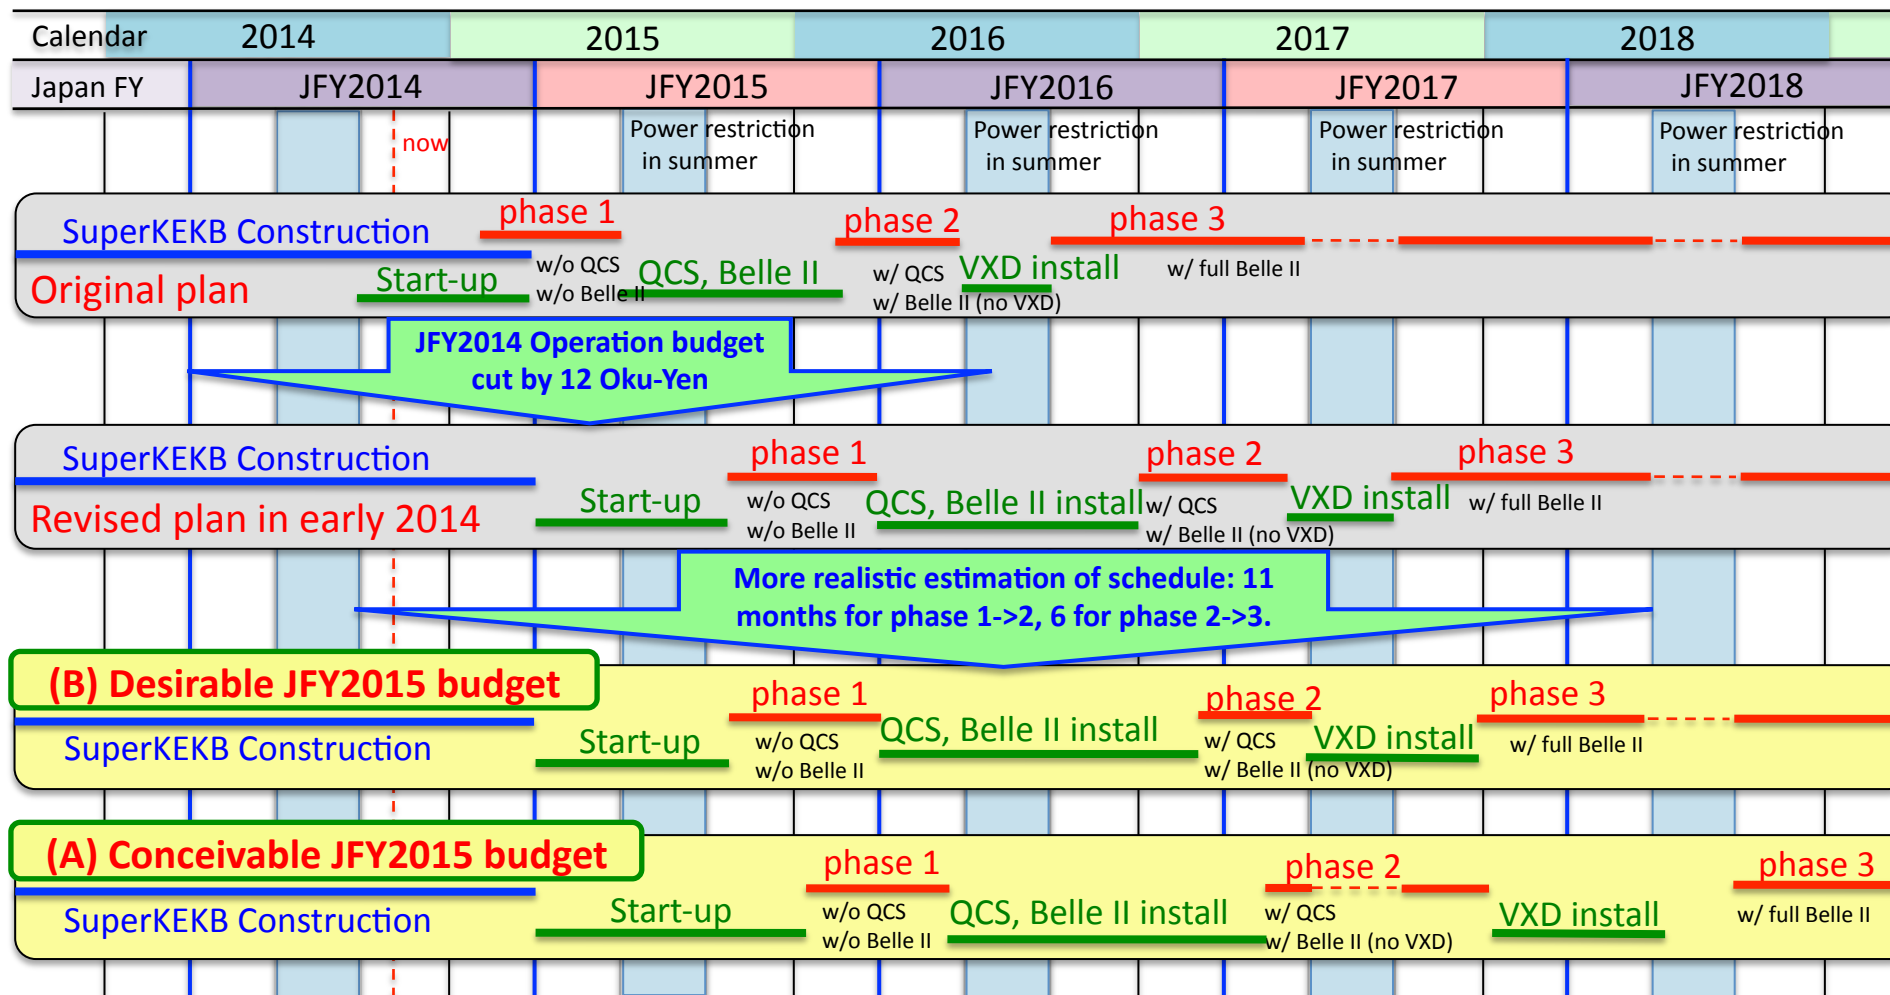 Calendar 2014 2015 2016 2017 2018
Japan FY JFY2014 JFY2015 JFY2016 JFY2017 JFY2018
now
Power restriction
in summer
Power restriction
in summer
Power restriction
in summer
Power restriction
in summer
SuperKEKB Construction
Original plan
Start-up
phase 1
w/o QCS
w/o Belle II
QCS, Belle II
phase 2
w/ QCS
w/ Belle II (no VXD)
VXD install
phase 3
w/ full Belle II
JFY2014 Operation budget
cut by 12 Oku-Yen
SuperKEKB Construction
Revised plan in early 2014
Start-up
phase 1
w/o QCS
w/o Belle II
QCS, Belle II install
phase 2
w/ QCS
w/ Belle II (no VXD)
VXD install
phase 3
w/ full Belle II
More realistic estimation of schedule: 11
months for phase 1->2, 6 for phase 2->3.
(B) Desirable JFY2015 budget
SuperKEKB Construction
Start-up
phase 1
w/o QCS
w/o Belle II
QCS, Belle II install
phase 2
w/ QCS
w/ Belle II (no VXD)
VXD install
phase 3
w/ full Belle II
(A) Conceivable JFY2015 budget
SuperKEKB Construction
Start-up
phase 1
w/o QCS
w/o Belle II
QCS, Belle II install
phase 2
w/ QCS
w/ Belle II (no VXD)
VXD install
phase 3
w/ full Belle II